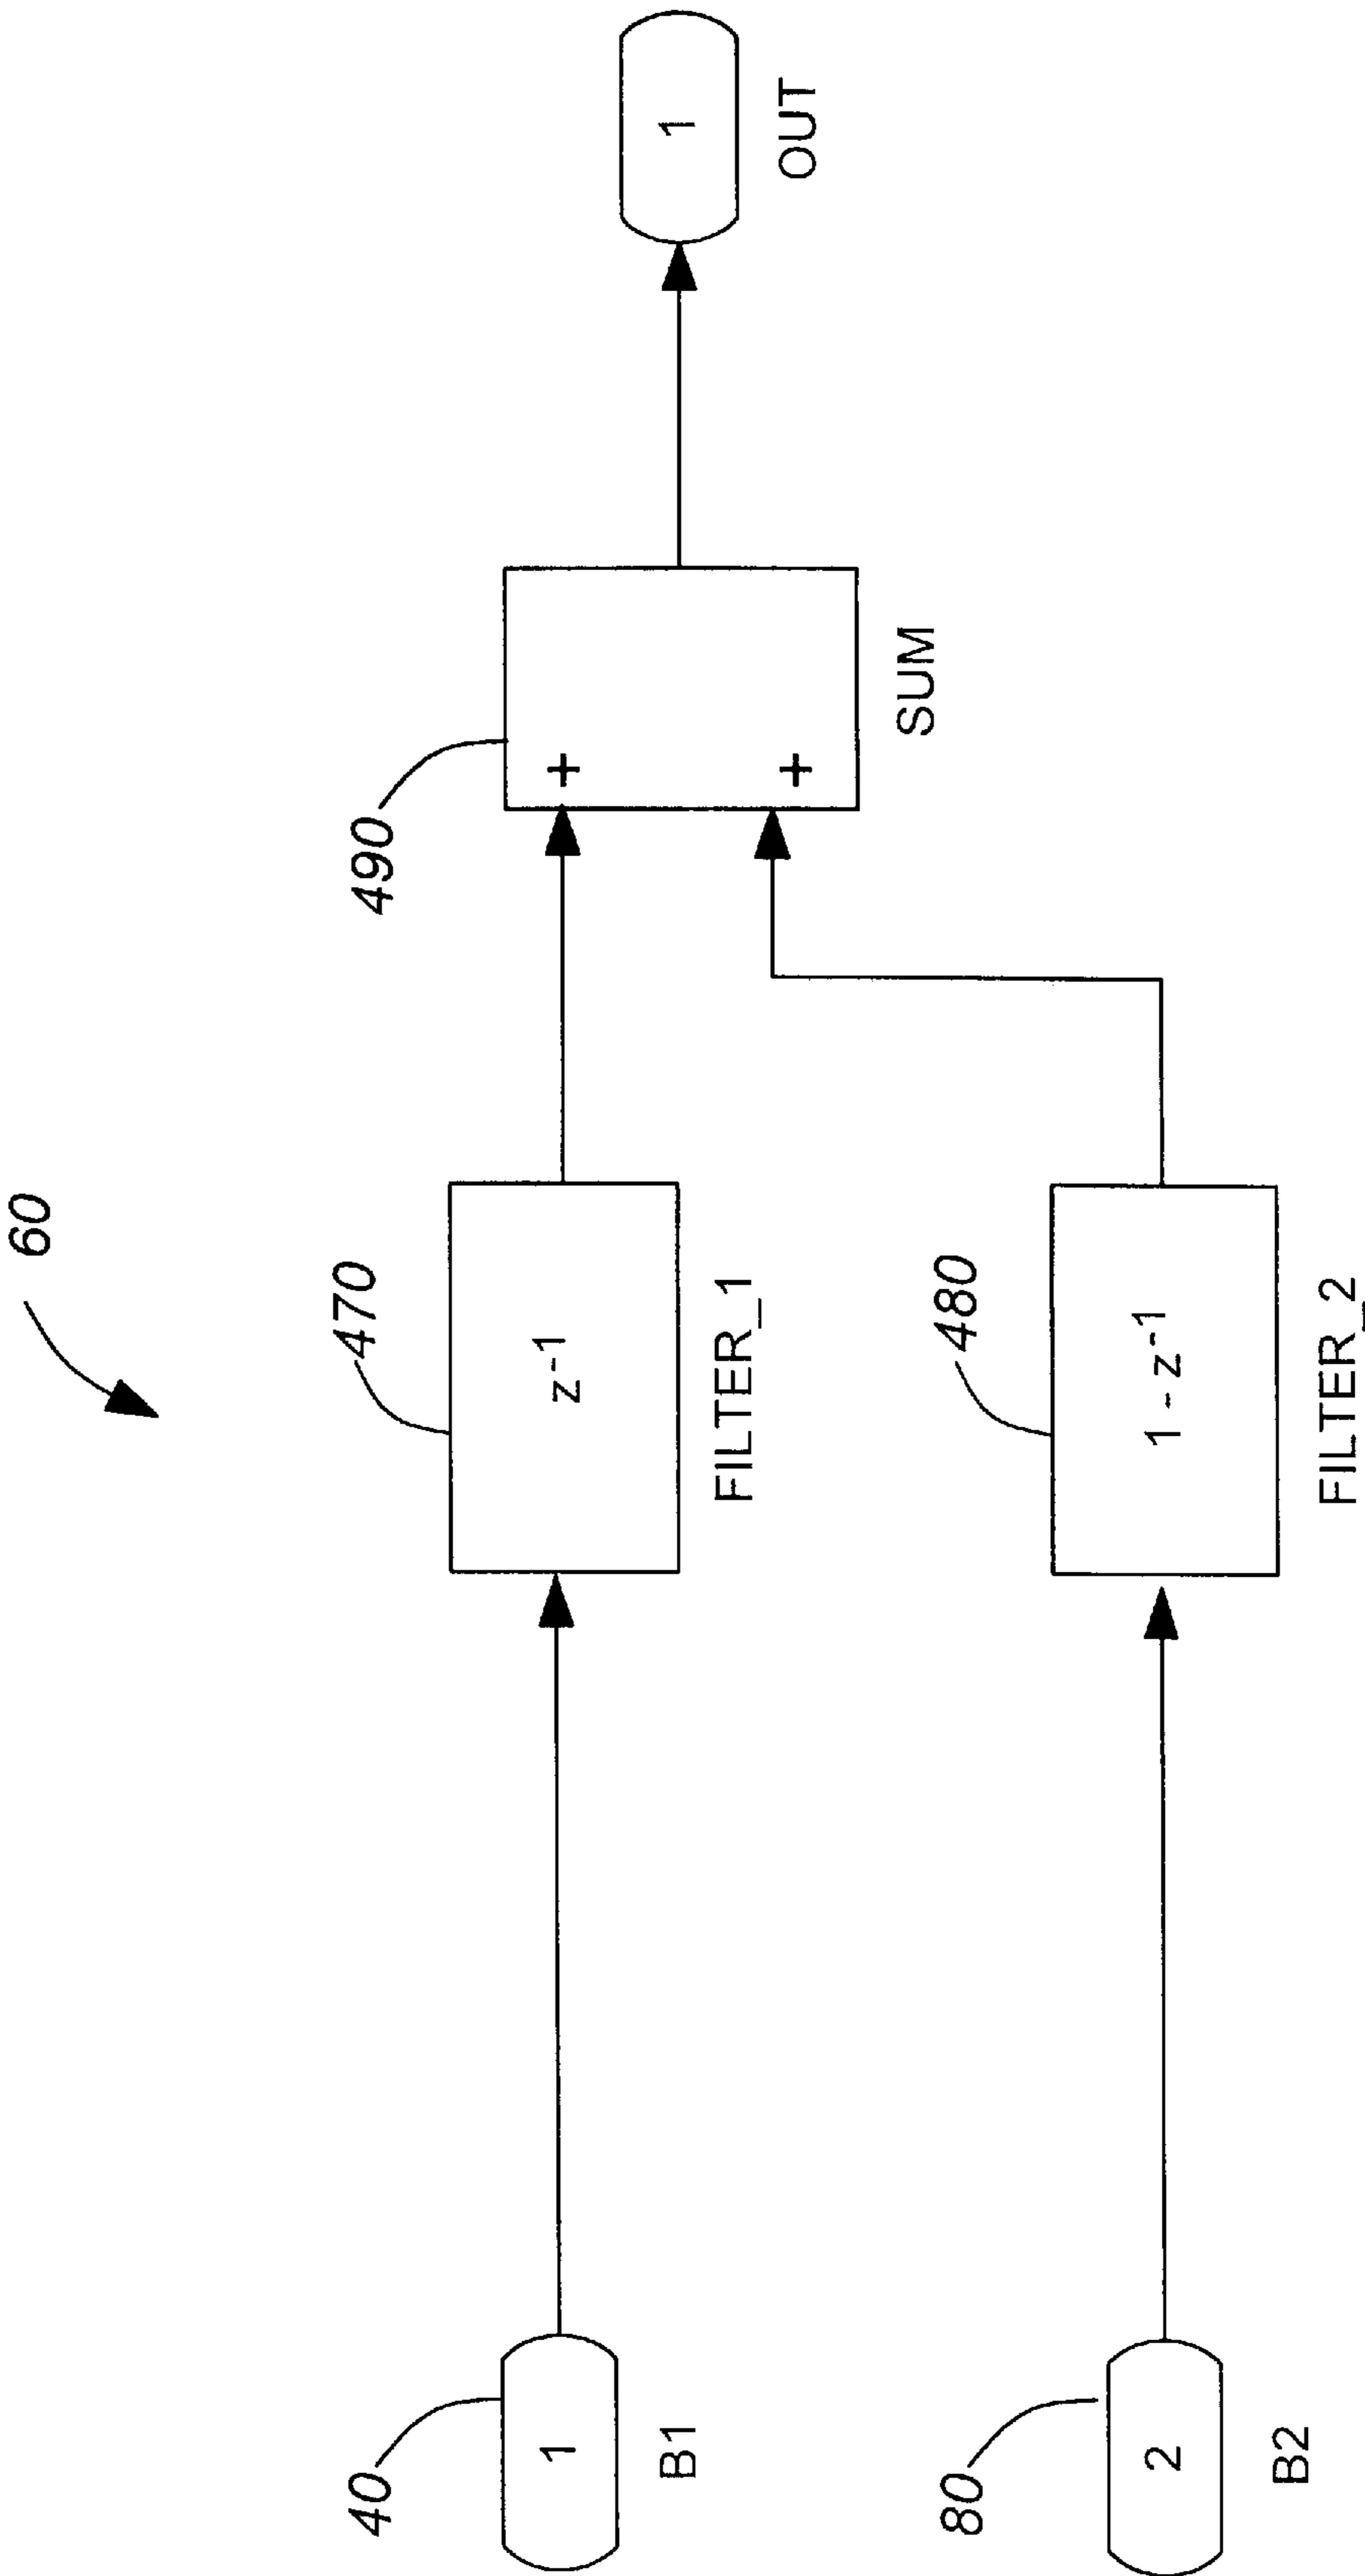 60
40
1
B1
470
z⁻¹
FILTER_1
490
+
+
SUM
1
OUT
80
2
B2
480
1 - z⁻¹
FILTER_2